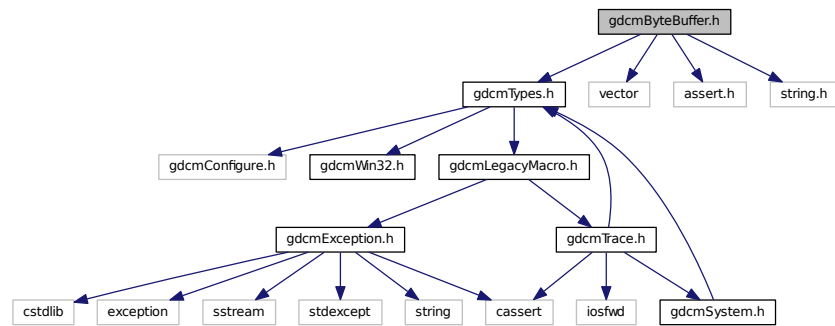 gdcmByteBuffer.h
gdcmTypes.h
vector
assert.h
string.h
gdcmConfigure.h
gdcmWin32.h
gdcmLegacyMacro.h
gdcmException.h
gdcmTrace.h
cstdlib
exception
sstream
stdexcept
string
cassert
iosfwd
gdcmSystem.h